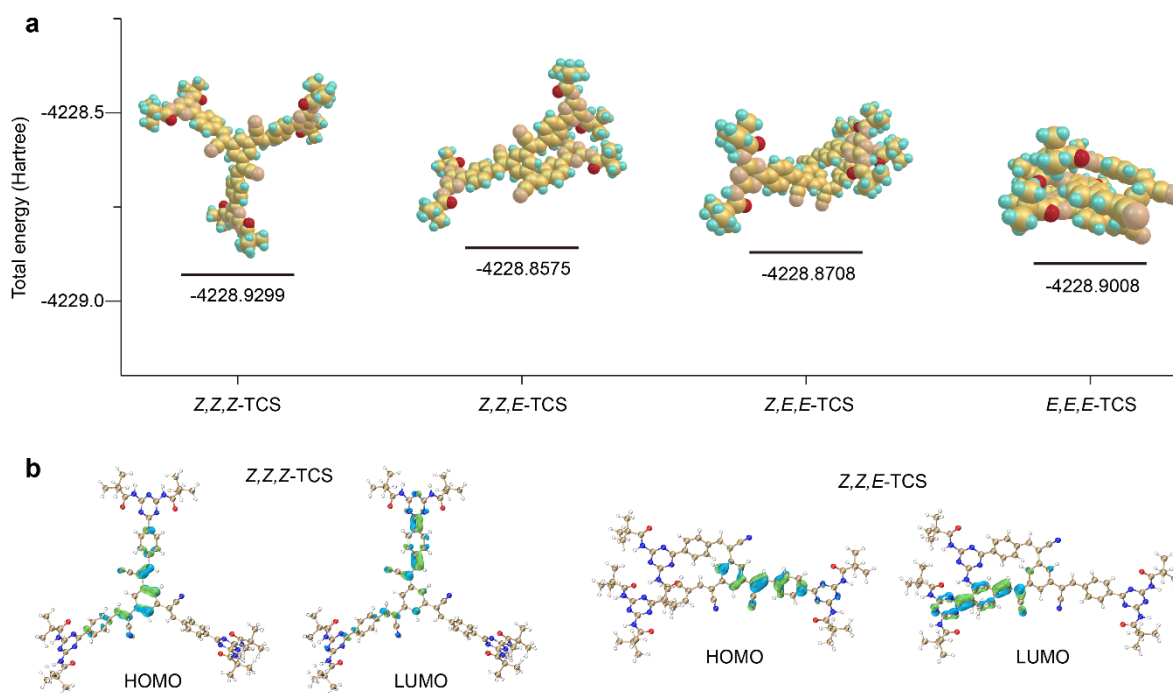 a
Total energy (Hartree)
-4228.5
-4229.0
-4228.9299
-4228.8575
-4228.8708
-4228.9008
Z,Z,Z-TCS
Z,Z,E-TCS
Z,E,E-TCS
E,E,E-TCS
b
Z,Z,Z-TCS
Z,Z,E-TCS
HOMO
LUMO
HOMO
LUMO